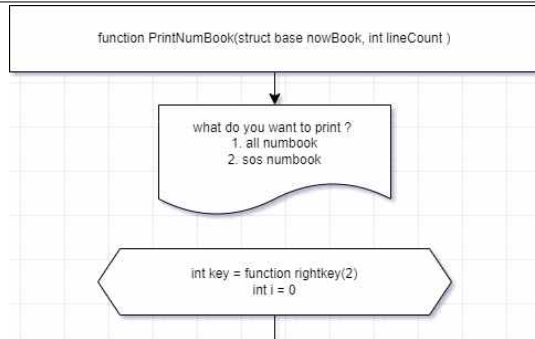 function PrintNumBook(struct base nowBook, int lineCount )
what do you want to print ?
1. all numbook
2. sos numbook
int key = function rightkey(2)
int i = 0